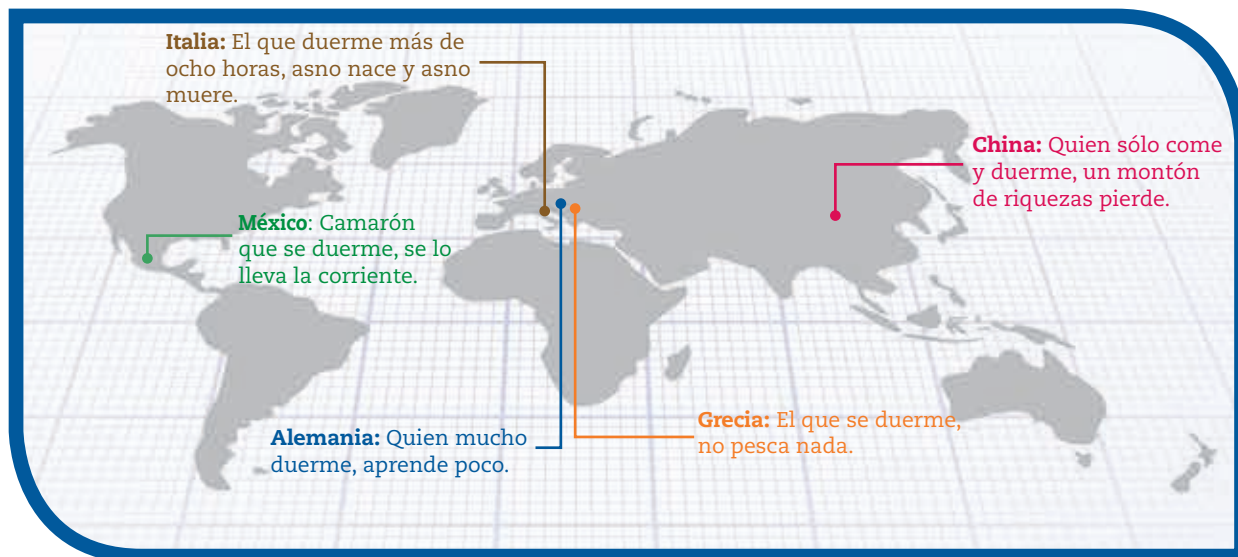 Italia: El que duerme más de
ocho horas, asno nace y asno
muere.
China: Quien sólo come
y duerme, un montón
de riquezas pierde.
México: Camarón
que se duerme, se lo
lleva la corriente.
Grecia: El que se duerme,
no pesca nada.
Alemania: Quien mucho
duerme, aprende poco.